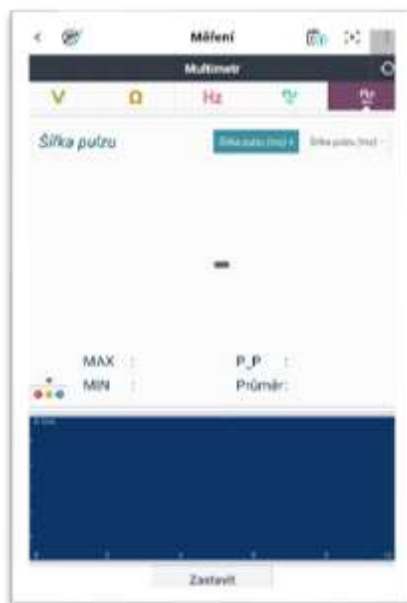 Měření
Multimetr
V Ω Hz
Šířka pulzu Šířka pulzu (ms) + Šířka pulzu (ms) -
-
MAX : P_P :
MIN : Průměr:
Zastavit